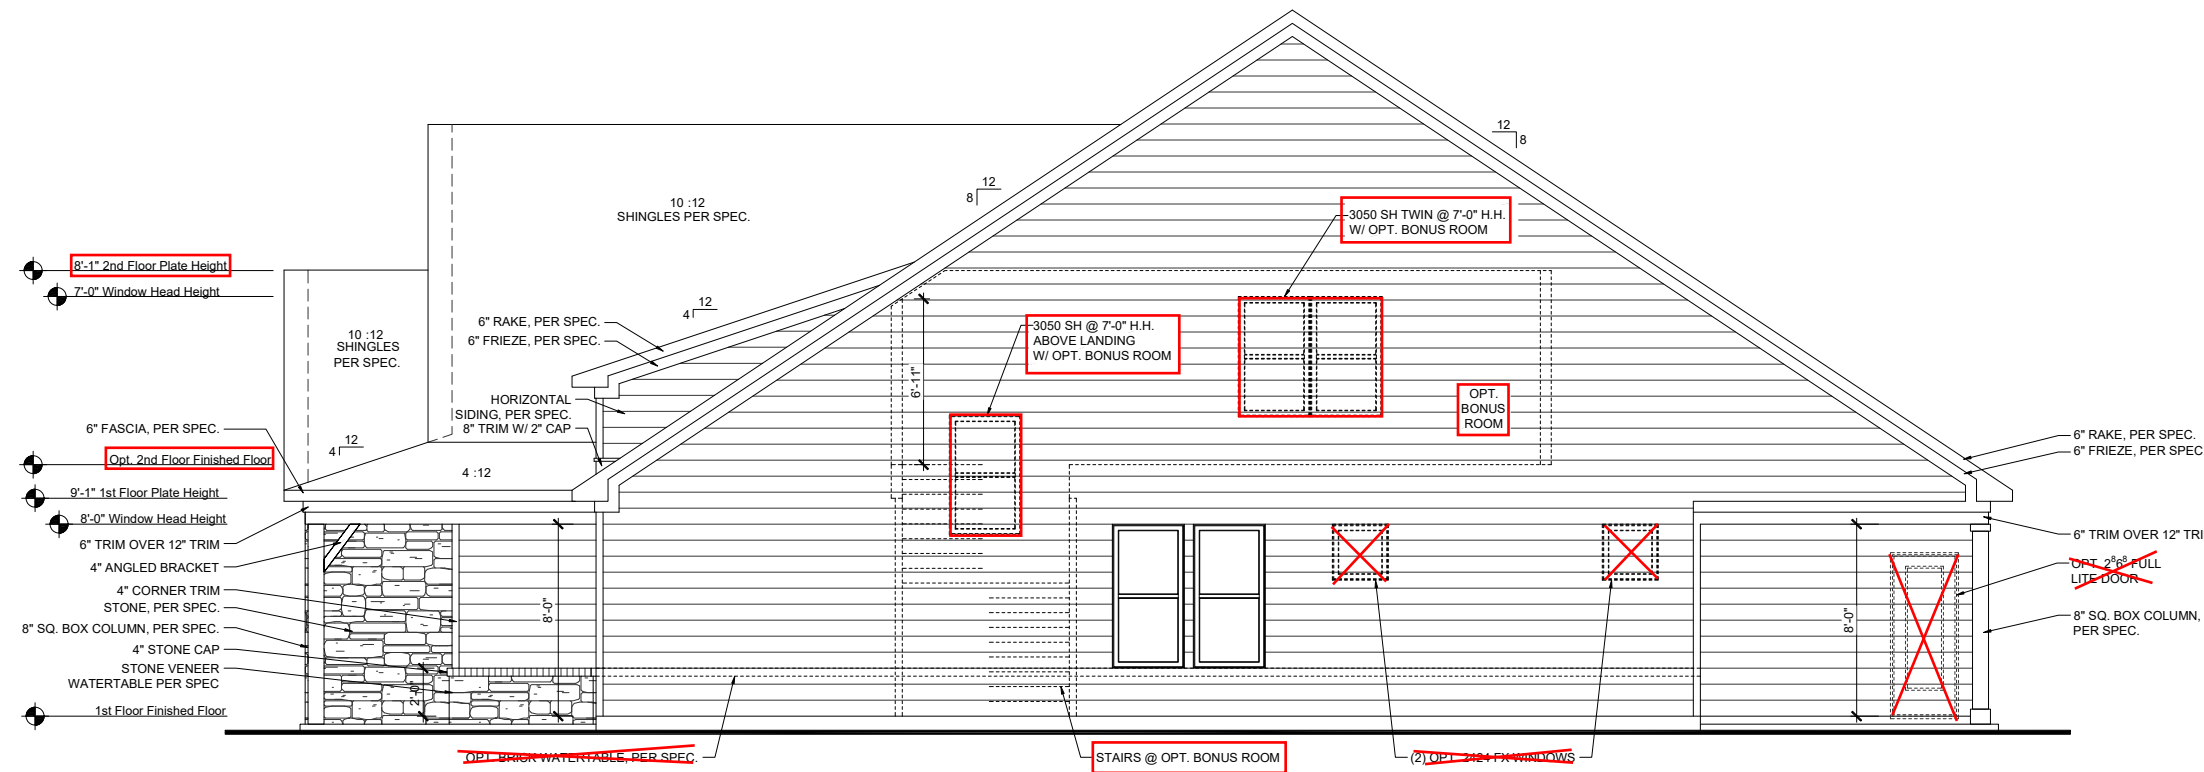 12
8
12
8
10 :12
SHINGLES PER SPEC.
3050 SH TWIN @ 7'-0" H.H.
W/ OPT. BONUS ROOM
8'-1" 2nd Floor Plate Height
7'-0" Window Head Height
12
4
6" RAKE, PER SPEC.
6" FRIEZE, PER SPEC.
10 :12
SHINGLES
PER SPEC.
3050 SH @ 7'-0" H.H.
ABOVE LANDING
W/ OPT. BONUS ROOM
6'-11"
OPT.
BONUS
ROOM
HORIZONTAL
SIDING, PER SPEC.
8" TRIM W/ 2" CAP
6" FASCIA, PER SPEC.
12
4
4 :12
Opt. 2nd Floor Finished Floor
9'-1" 1st Floor Plate Height
8'-0" Window Head Height
6" TRIM OVER 12" TRIM
4" ANGLED BRACKET
4" CORNER TRIM
STONE, PER SPEC.
8" SQ. BOX COLUMN, PER SPEC.
4" STONE CAP
STONE VENEER
WATERTABLE PER SPEC
1st Floor Finished Floor
8'-0"
2'-0"
8'-0"
6" RAKE, PER SPEC.
6" FRIEZE, PER SPEC
6" TRIM OVER 12" TRI
OPT. 2⁸6⁸ FULL
LITE DOOR
8" SQ. BOX COLUMN,
PER SPEC.
OPT. BRICK WATERTABLE, PER SPEC.
STAIRS @ OPT. BONUS ROOM
(2) OPT. 2424 FX WINDOWS